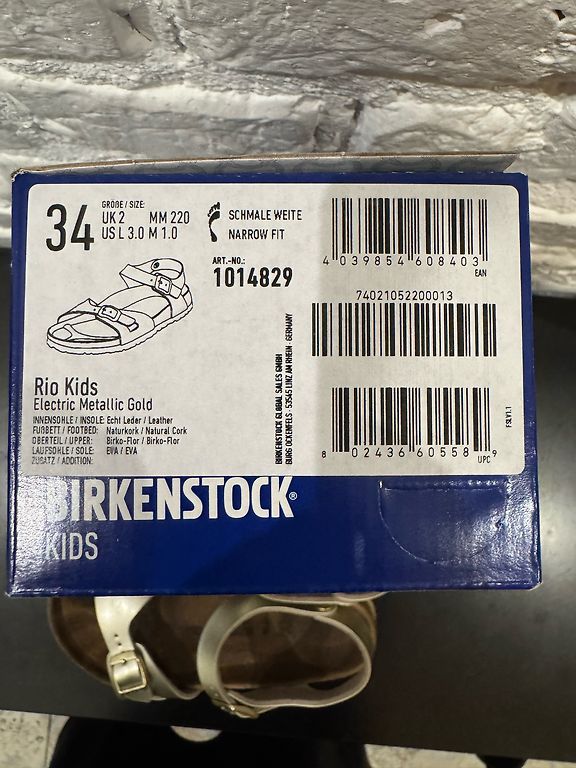 34
GRÖßE / SIZE:
UK 2 MM 220
US L 3.0 M 1.0
SCHMALE WEITE
NARROW FIT
ART.-NO.:
1014829
4 039854 608403
EAN
74021052200013
Rio Kids
Electric Metallic Gold
INNENSOHLE / INSOLE: Echt Leder / Leather
FUßBETT / FOOTBED: Naturkork / Natural Cork
OBERTEIL / UPPER: Birko-Flor / Birko-Flor
LAUFSOHLE / SOLE: EVA / EVA
ZUSATZ / ADDITION:
BIRKENSTOCK GLOBAL SALES GMBH
BURG OCKENFELS · 53545 LINZ AM RHEIN · GERMANY
8 02436 60558 9
UPC
BIRKENSTOCK®
KIDS